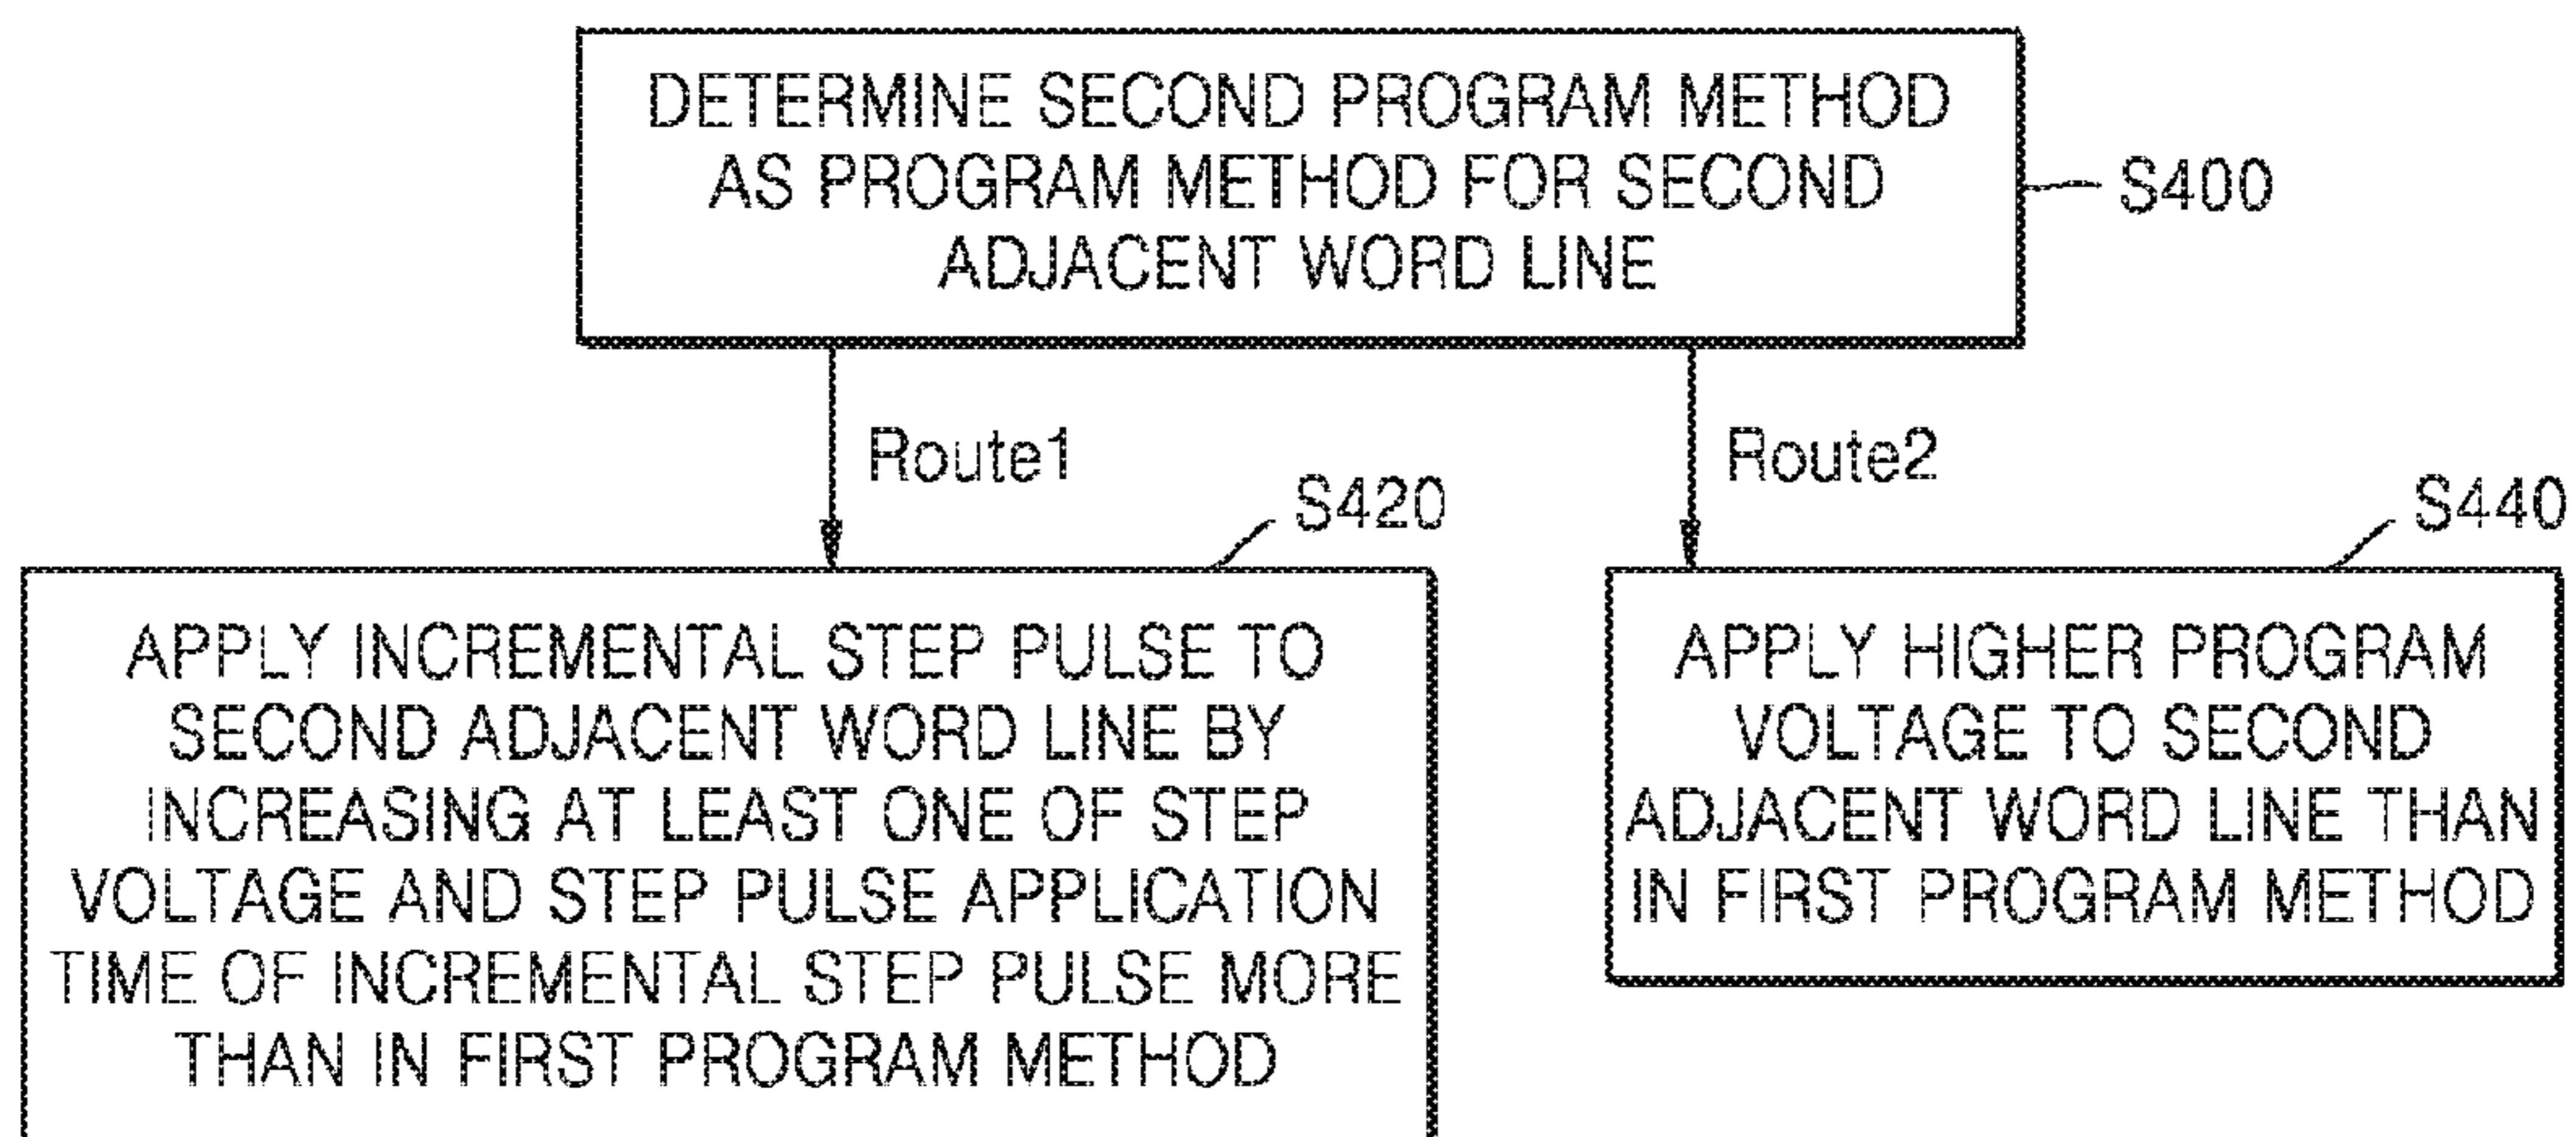 DETERMINE SECOND PROGRAM METHOD
AS PROGRAM METHOD FOR SECOND
ADJACENT WORD LINE
S400
Route1
Route2
S420
S440
APPLY INCREMENTAL STEP PULSE TO
SECOND ADJACENT WORD LINE BY
INCREASING AT LEAST ONE OF STEP
VOLTAGE AND STEP PULSE APPLICATION
TIME OF INCREMENTAL STEP PULSE MORE
THAN IN FIRST PROGRAM METHOD
APPLY HIGHER PROGRAM
VOLTAGE TO SECOND
ADJACENT WORD LINE THAN
IN FIRST PROGRAM METHOD